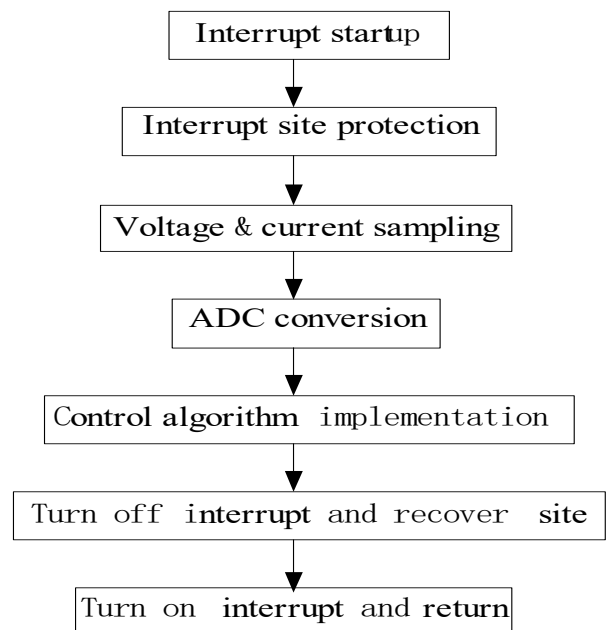 Interrupt startup
Interrupt site protection
Voltage & current sampling
ADC conversion
Control algorithm implementation
Turn off interrupt and recover site
Turn on interrupt and return